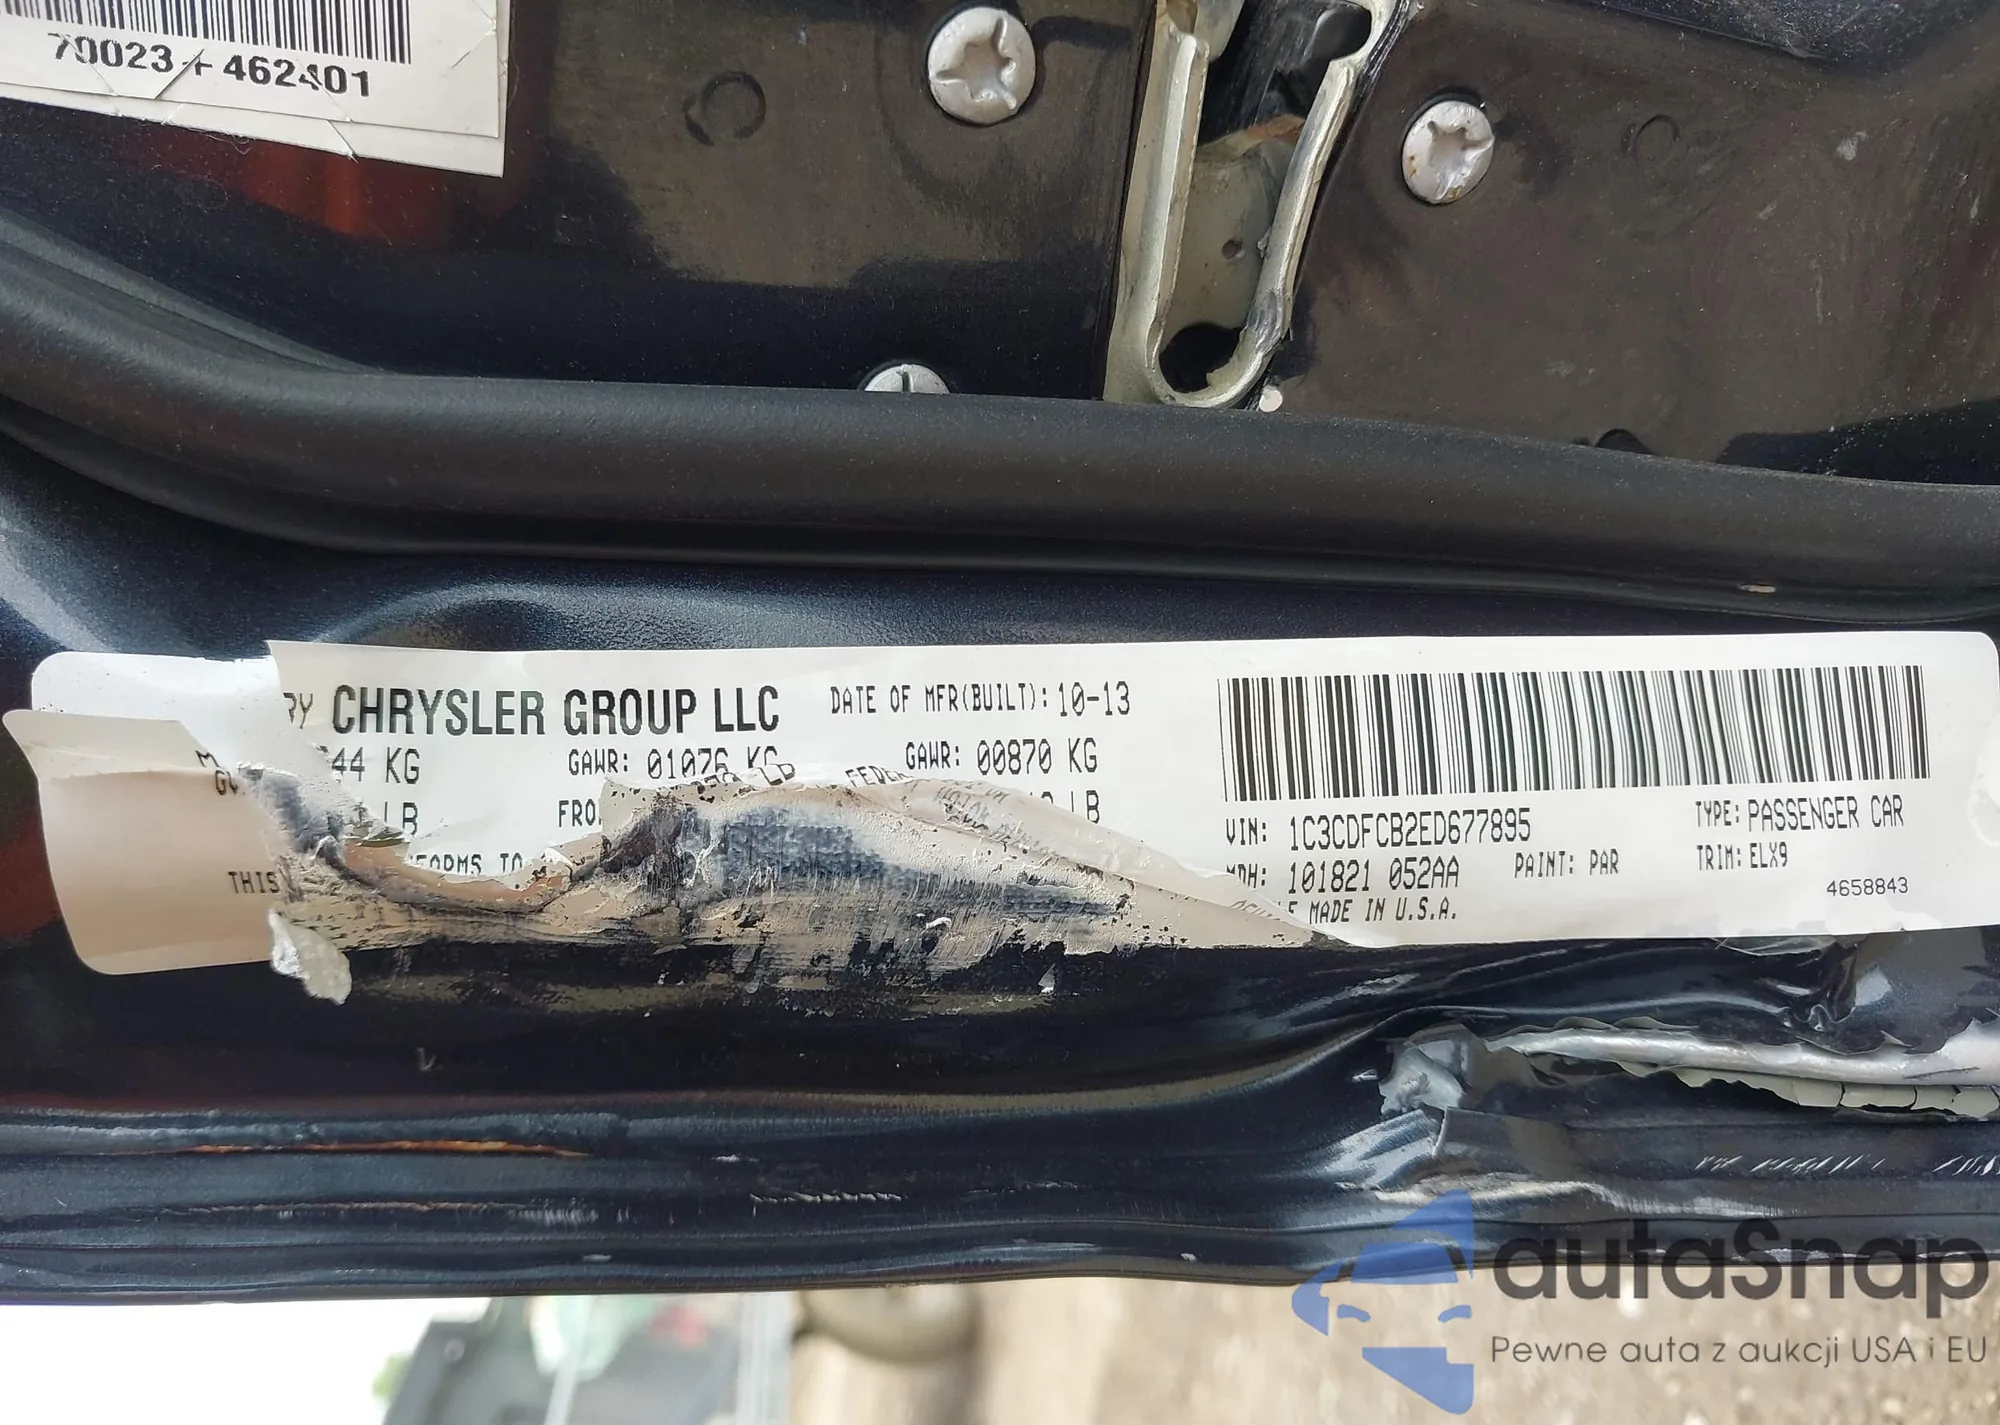 70023+462401
CHRYSLER GROUP LLC DATE OF MFR(BUILT): 10-13
44 KG GAWR: 01076 KG GAWR: 00870 KG
LB FRO LB
VIN: 1C3CDFCB2ED677895 TYPE: PASSENGER CAR
THIS TO MDH: 101821 052AA PAINT: PAR TRIM: ELX9
MADE IN U.S.A. 4658843
autaSnap
Pewne auta z aukcji USA i EU